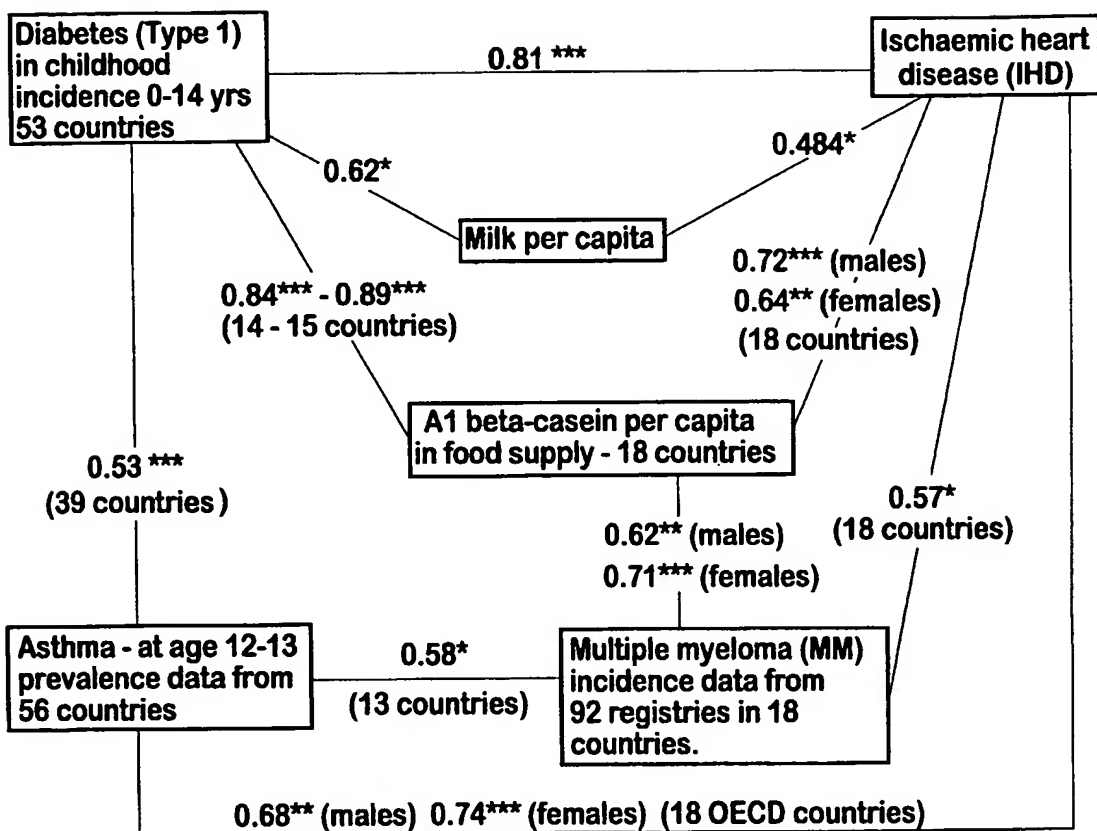 Diabetes (Type 1)
in childhood
incidence 0-14 yrs
53 countries
0.81 ***
Ischaemic heart
disease (IHD)
0.62*
0.484*
Milk per capita
0.84*** - 0.89***
(14 - 15 countries)
0.72*** (males)
0.64** (females)
(18 countries)
A1 beta-casein per capita
in food supply - 18 countries
0.53 ***
(39 countries)
0.62** (males)
0.71*** (females)
0.57*
(18 countries)
Asthma - at age 12-13
prevalence data from
56 countries
0.58*
(13 countries)
Multiple myeloma (MM)
incidence data from
92 registries in 18
countries.
0.68** (males) 0.74*** (females) (18 OECD countries)